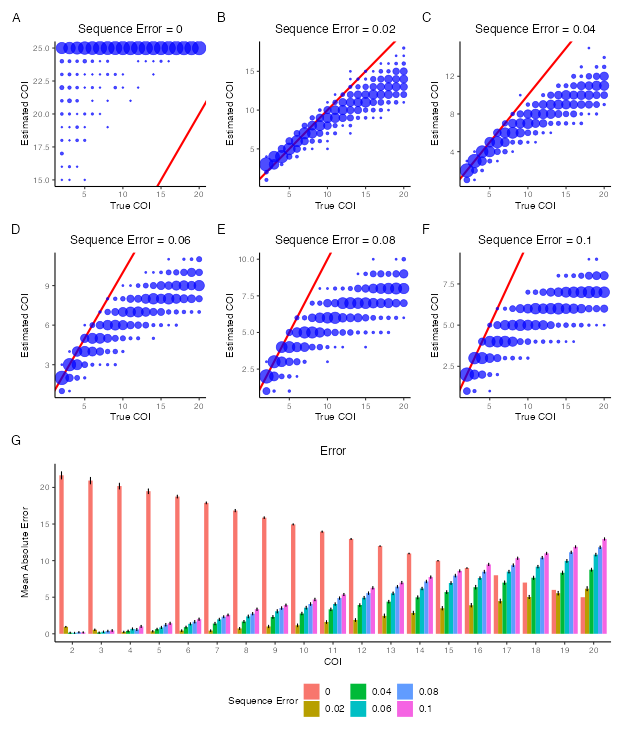 A
Sequence Error = 0
Estimated COI
25.0
22.5
20.0
17.5
15.0
5
10
15
20
True COI
B
Sequence Error = 0.02
Estimated COI
15
10
5
5
10
15
20
True COI
C
Sequence Error = 0.04
Estimated COI
12
8
4
5
10
15
20
True COI
D
Sequence Error = 0.06
Estimated COI
9
6
3
5
10
15
20
True COI
E
Sequence Error = 0.08
Estimated COI
10.0
7.5
5.0
2.5
5
10
15
20
True COI
F
Sequence Error = 0.1
Estimated COI
7.5
5.0
2.5
5
10
15
20
True COI
G
Error
Mean Absolute Error
20
15
10
5
0
2
3
4
5
6
7
8
9
10
11
12
13
14
15
16
17
18
19
20
COI
Sequence Error
0
0.04
0.08
0.02
0.06
0.1